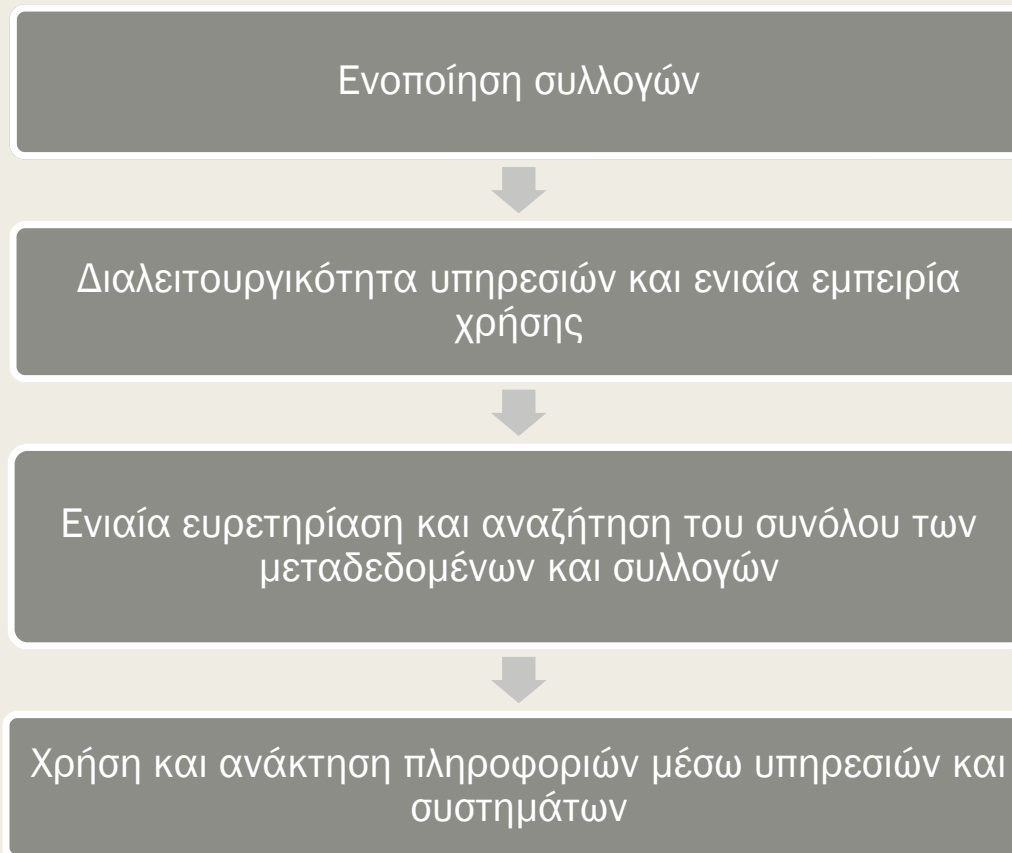 Ενοποίηση συλλογών
Διαλειτουργικότητα υπηρεσιών και ενιαία εμπειρία
χρήσης
Ενιαία ευρετηρίαση και αναζήτηση του συνόλου των
μεταδεδομένων και συλλογών
Χρήση και ανάκτηση πληροφοριών μέσω υπηρεσιών και
συστημάτων